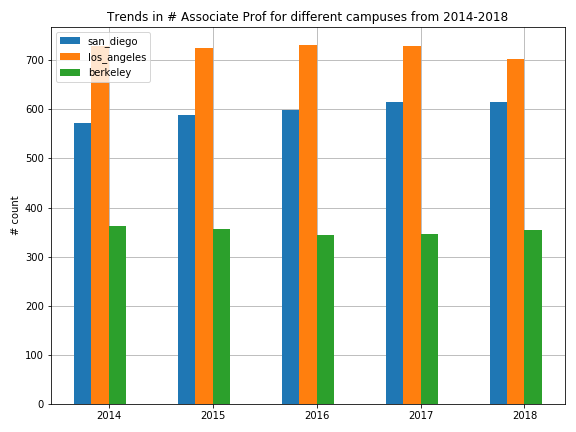 Trends in # Associate Prof for different campuses from 2014-2018
san_diego
los_angeles
berkeley
# count
700
600
500
400
300
200
100
0
2014 2015 2016 2017 2018